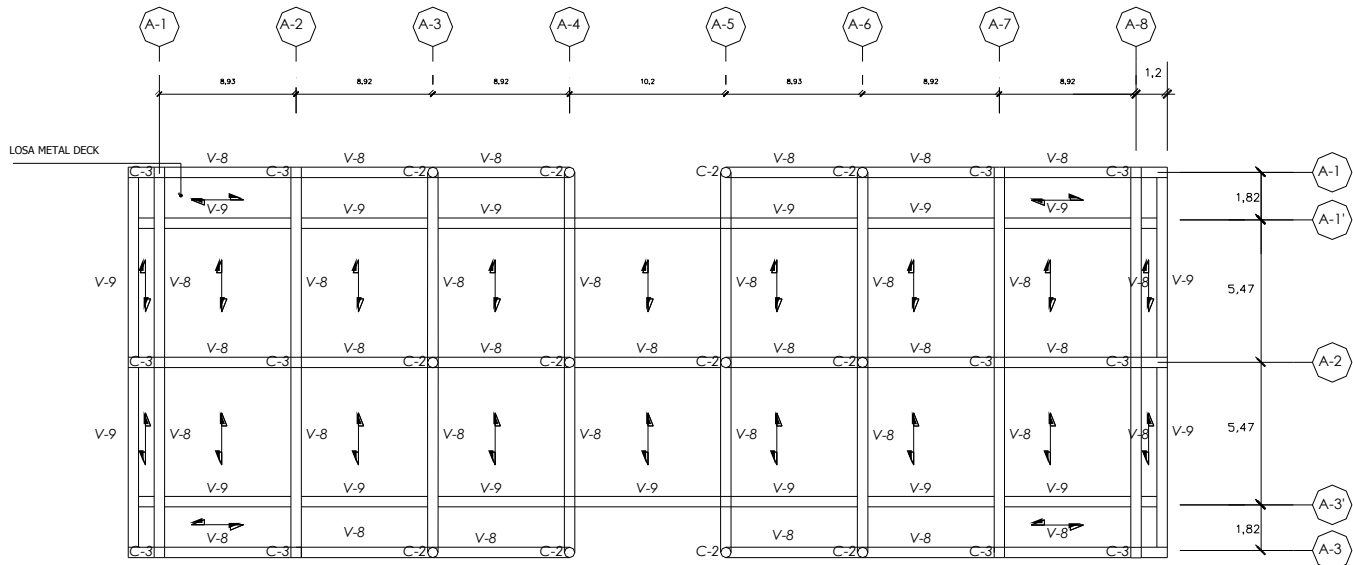 A-1 A-2 A-3 A-4 A-5 A-6 A-7 A-8
8,93 8,92 8,92 10,2 8,93 8,92 8,92 1,2
LOSA METAL DECK
V-8 V-8 V-8 V-8 V-8 V-8
C-3 C-3 C-2 C-2 C-2 C-2 C-3 C-3 A-1
1,82
V-9 V-9 V-9 V-9 V-9 V-9 A-1'
V-9 V-8 V-8 V-8 V-8 V-8 V-8 V-8 V-8 V-9 5,47
V-8 V-8 V-8 V-8 V-8 V-8 V-8
C-3 C-3 C-2 C-2 C-2 C-2 C-3 C-3 A-2
V-9 V-8 V-8 V-8 V-8 V-8 V-8 V-8 V-8 V-9 5,47
V-9 V-9 V-9 V-9 V-9 V-9 V-9 A-3'
1,82
V-8 V-8 V-8 V-8 V-8 V-8
C-3 C-3 C-2 C-2 C-2 C-2 C-3 C-3 A-3